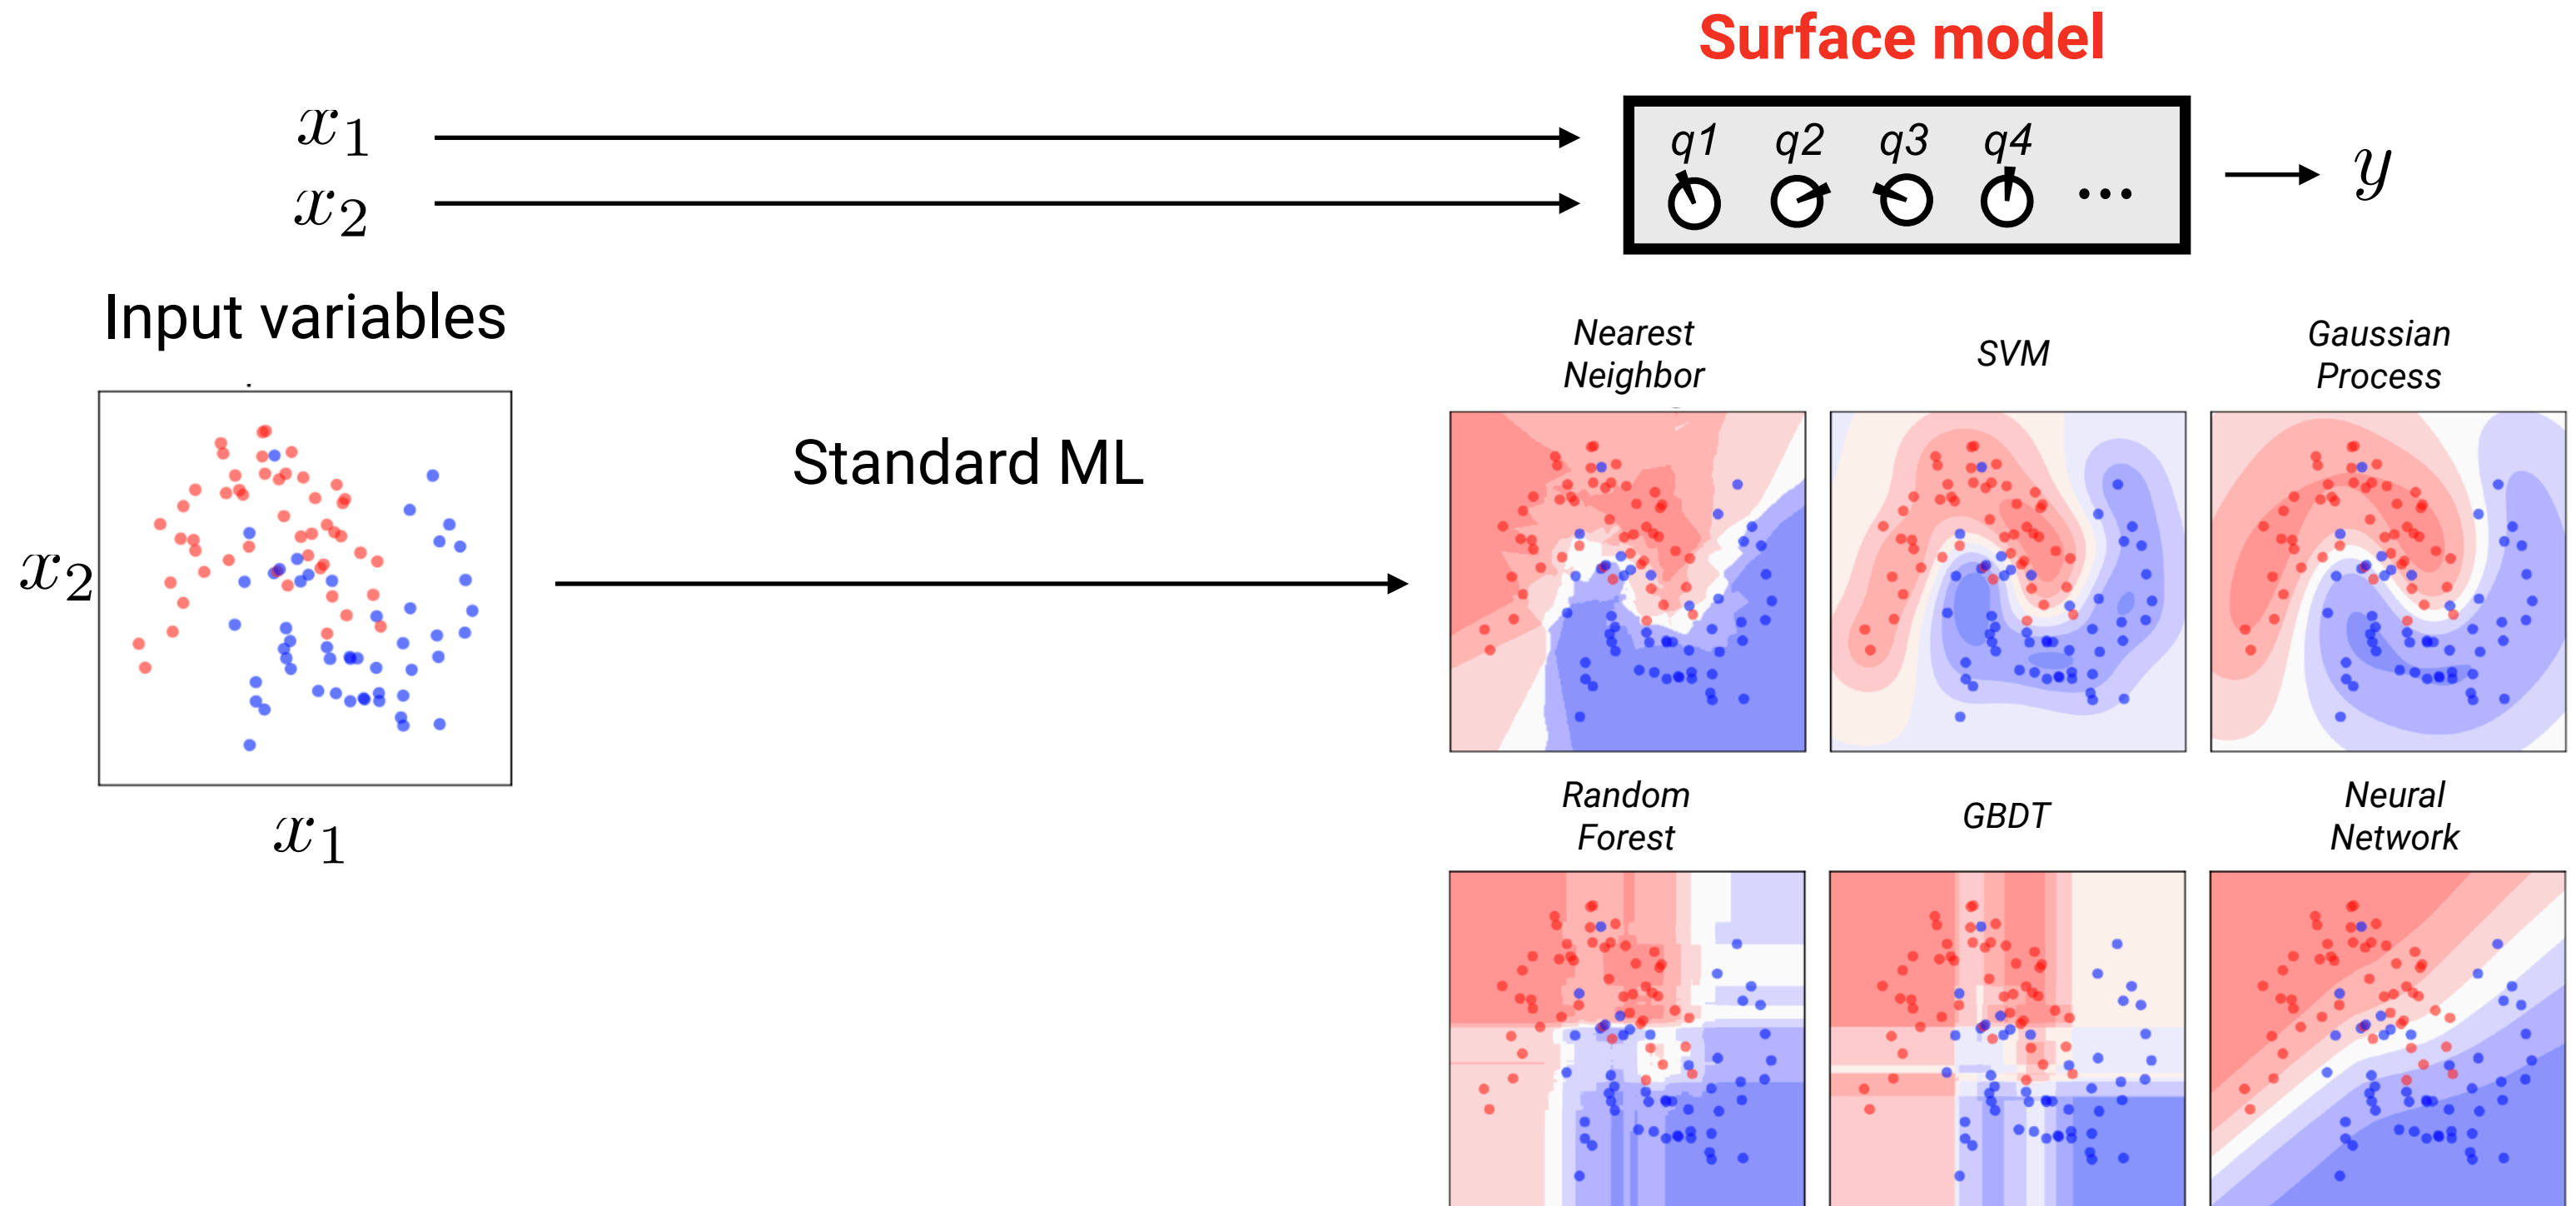 Surface model
x1
x2
q1 q2 q3 q4 ...
y
Input variables
x2
x1
Standard ML
Nearest
Neighbor
SVM
Gaussian
Process
Random
Forest
GBDT
Neural
Network